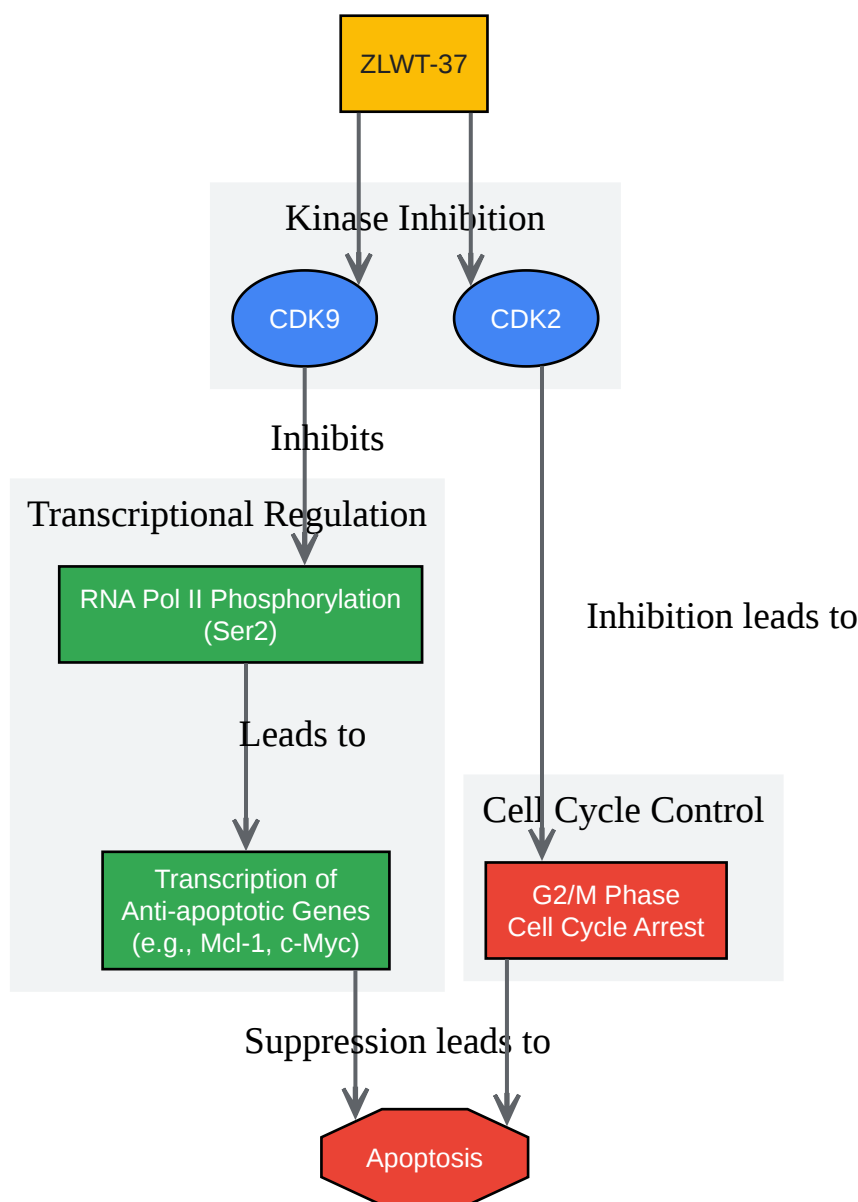 ZLWT-37
Kinase Inhibition
CDK9
CDK2
Inhibits
Transcriptional Regulation
RNA Pol II Phosphorylation
(Ser2)
Inhibition leads to
Leads to
Cell Cycle Control
Transcription of
Anti-apoptotic Genes
(e.g., Mcl-1, c-Myc)
G2/M Phase
Cell Cycle Arrest
Suppression leads to
Apoptosis